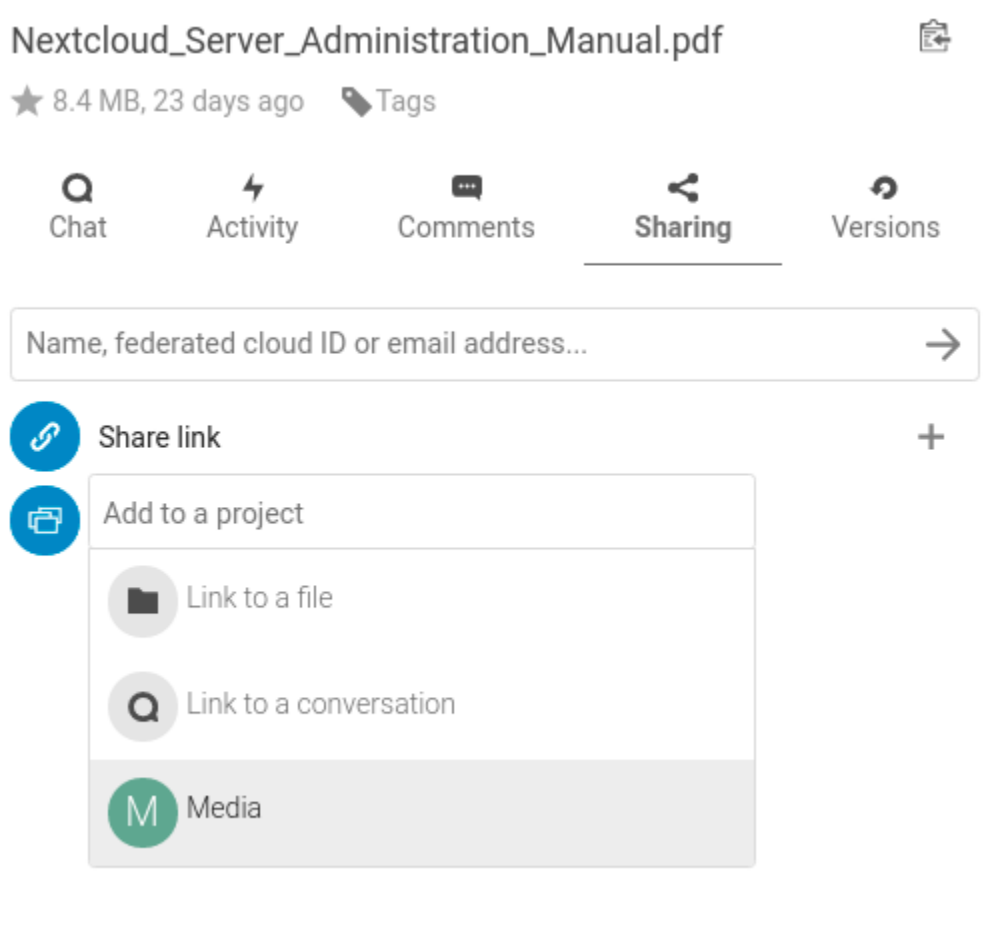 Nextcloud_Server_Administration_Manual.pdf
8.4 MB, 23 days ago Tags
Chat Activity Comments Sharing Versions
Name, federated cloud ID or email address...
Share link
Add to a project
Link to a file
Link to a conversation
M Media